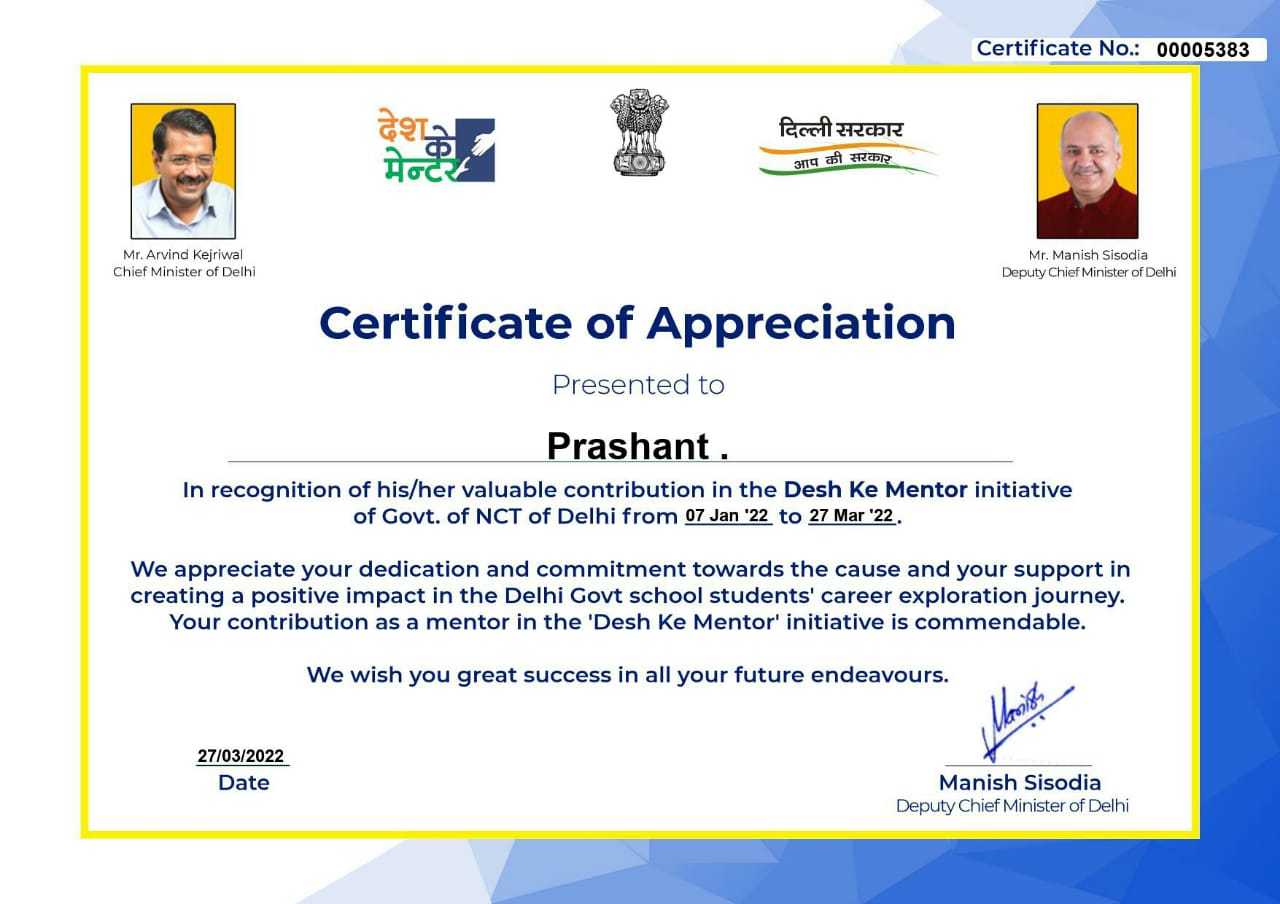 Certificate No.: 00005383
देश के मेन्टर
दिल्ली सरकार
आप की सरकार
Mr. Arvind Kejriwal
Chief Minister of Delhi
Mr. Manish Sisodia
Deputy Chief Minister of Delhi
Certificate of Appreciation
Presented to
Prashant .
In recognition of his/her valuable contribution in the Desh Ke Mentor initiative
of Govt. of NCT of Delhi from 07 Jan '22 to 27 Mar '22.
We appreciate your dedication and commitment towards the cause and your support in
creating a positive impact in the Delhi Govt school students' career exploration journey.
Your contribution as a mentor in the 'Desh Ke Mentor' initiative is commendable.
We wish you great success in all your future endeavours.
Manish
27/03/2022
Date
Manish Sisodia
Deputy Chief Minister of Delhi